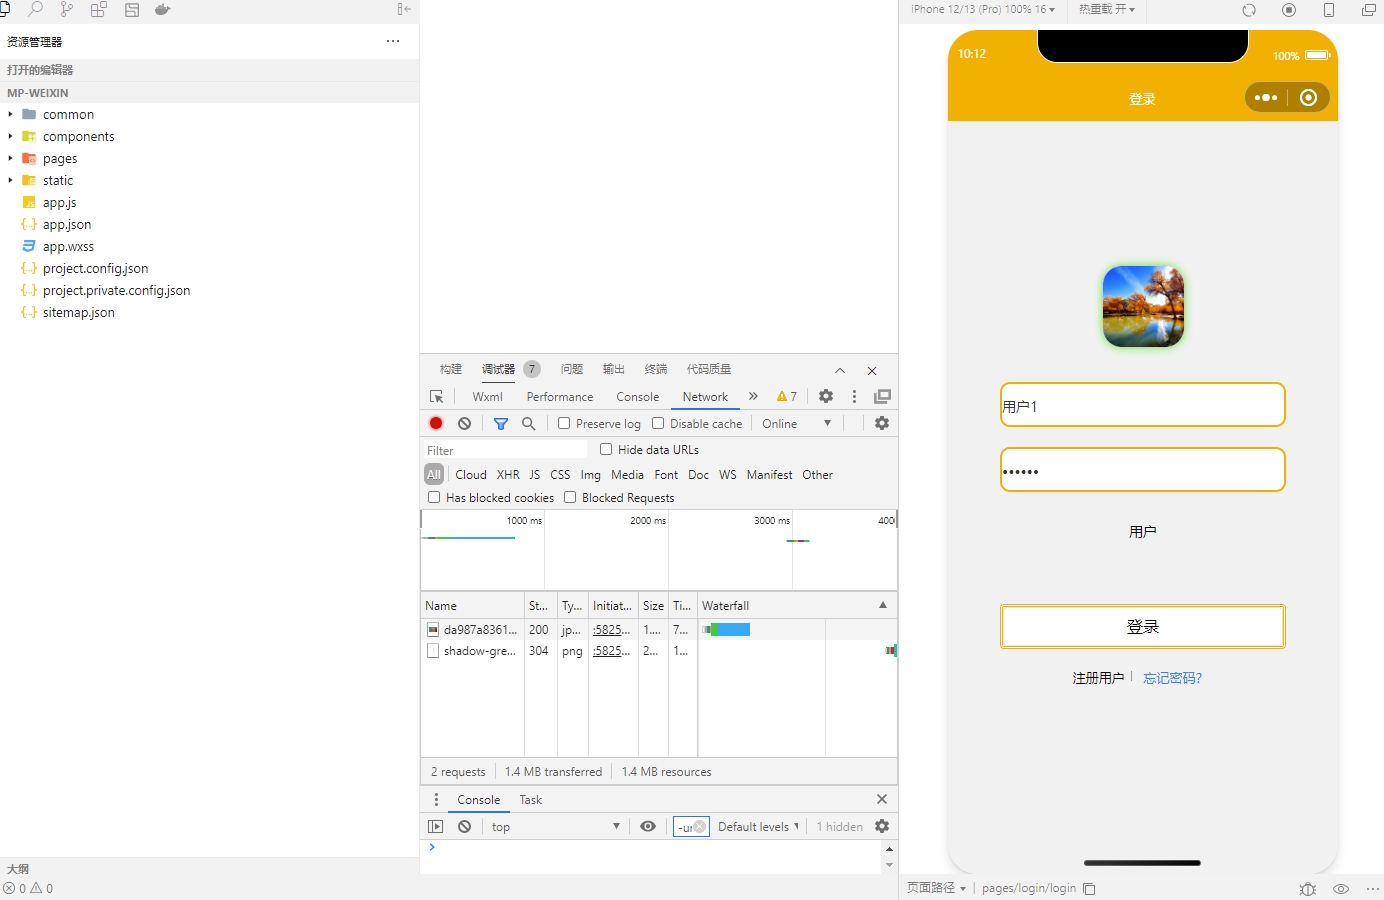 资源管理器
打开的编辑器
MP-WEIXIN
common
components
pages
static
app.js
app.json
app.wxss
project.config.json
project.private.config.json
sitemap.json
大纲
0 0
构建 调试器 7 问题 输出 终端 代码质量
Wxml Performance Console Network 7
Preserve log Disable cache Online
Filter Hide data URLs
All Cloud XHR JS CSS Img Media Font Doc WS Manifest Other
Has blocked cookies Blocked Requests
1000 ms 2000 ms 3000 ms 400
Name St... Ty... Initiat... Size Ti... Waterfall
da987a8361... 200 jp... :5825... 1.... 7...
shadow-gre... 304 png :5825... 2... 1...
2 requests 1.4 MB transferred 1.4 MB resources
Console Task
top -ur Default levels 1 hidden
iPhone 12/13 (Pro) 100% 16 热重载 开
10:12 100%
登录
用户1
••••••
用户
登录
注册用户 忘记密码?
页面路径 pages/login/login